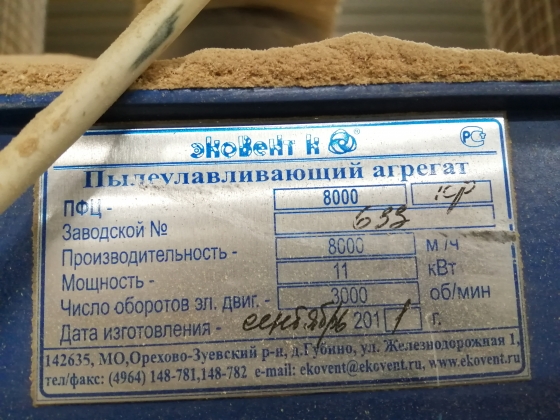 эковент к ®
РСТ
Пылеулавливающий агрегат
ПФЦ - 8000 кр
Заводской № 633
Производительность - 8000 м /ч
Мощность - 11 кВт
Число оборотов эл. двиг. - 3000 об/мин
Дата изготовления - сентябрь 2011 г.
142635, МО,Орехово-Зуевский р-н, д.Губино, ул. Железнодорожная 1,
тел/факс: (4964) 148-781,148-782 e-mail: ekovent@ekovent.ru, www.ekovent.ru